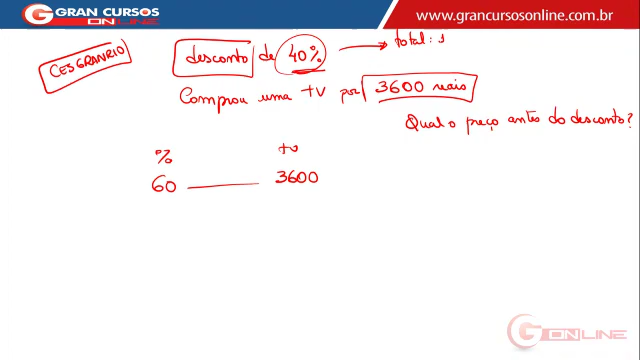 GRAN CURSOS
ONLINE
www.grancursosonline.com.br
CESGRANRIO
desconto de 40% → total: 1
Comprou uma tv por 3600 reais
Qual o preço antes do desconto?
% tv
60 3600
G ONLINE